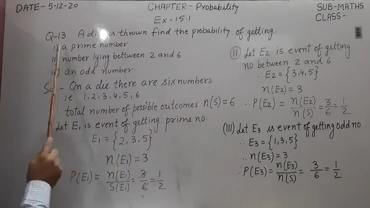 DATE- 5-12-20
CHAPTER- Probability
SUB-MATHS
Ex-15.1
CLASS-
Q-13 A die is thrown find the probability of getting.
a prime number
number lying between 2 and 6
an odd number
On a die there are six numbers
ie 1, 2, 3, 4, 5, 6
total number of possible outcomes n(S) = 6
Let E1 is event of getting prime no.
E1 = {2, 3, 5}
n(E1) = 3
P(E1) = n(E1)/S(E1) = 3/6 = 1/2
(II) Let E2 is event of getting
no between 2 and 6
∴ E2 = {3,4,5}
n(E2) = 3
∴ P(E2) = n(E2)/n(S) = 3/6 = 1/2
(III) Let E3 is event of getting odd no
∴ E3 = {1,3,5}
∴ n(E3) = 3
∴ P(E3) = n(E3)/n(S) = 3/6 = 1/2